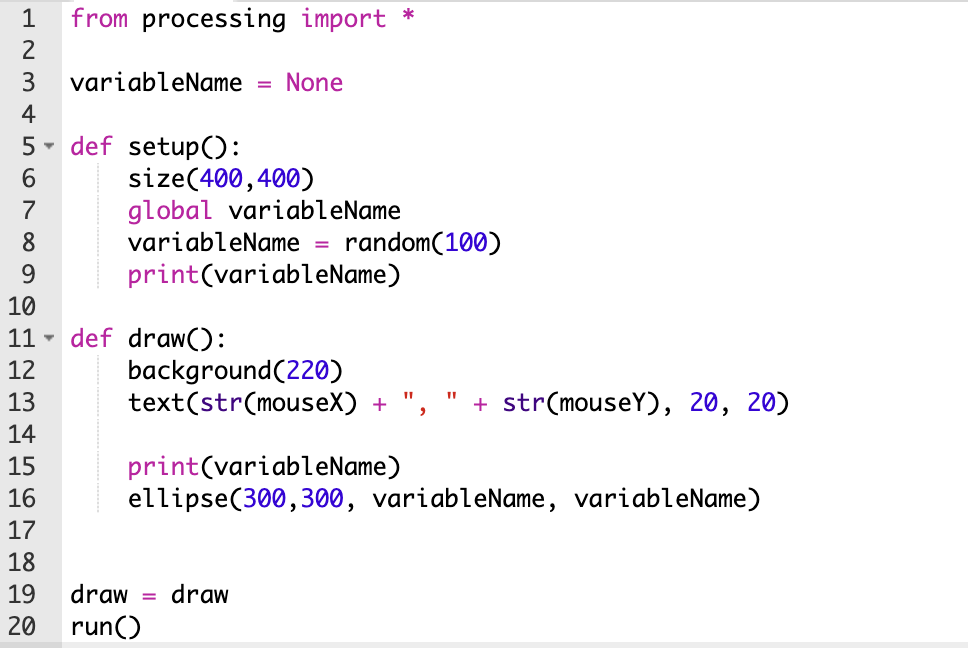 1 from processing import *
2
3 variableName = None
4
5 def setup():
6     size(400,400)
7     global variableName
8     variableName = random(100)
9     print(variableName)
10
11 def draw():
12     background(220)
13     text(str(mouseX) + ", " + str(mouseY), 20, 20)
14
15     print(variableName)
16     ellipse(300,300, variableName, variableName)
17
18
19 draw = draw
20 run()